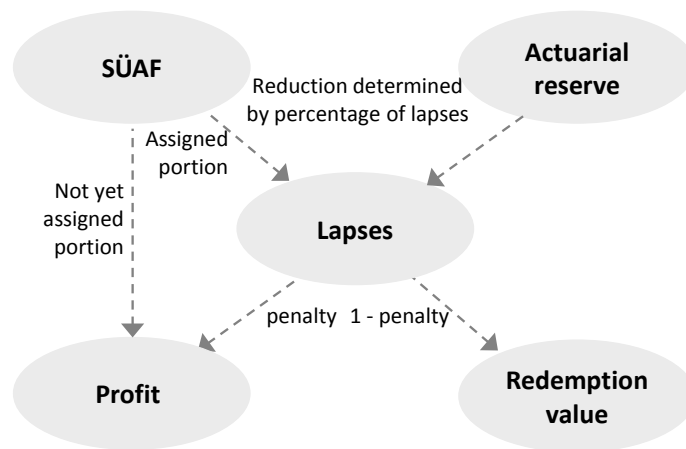 SÜAF
Actuarial
reserve
Reduction determined
by percentage of lapses
Assigned
portion
Not yet
assigned
portion
Lapses
penalty
1 - penalty
Profit
Redemption
value